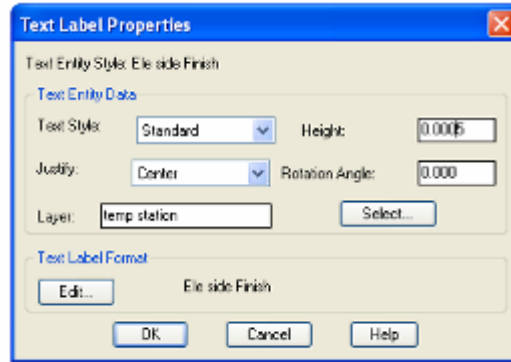 Text Label Properties
Text Entity Style: Ele side Finish
Text Entity Data
Text Style: Standard Height: 0.0005
Justify: Center Rotation Angle: 0.000
Layer: temp station Select...
Text Label Format
Edit... Ele side Finish
OK Cancel Help